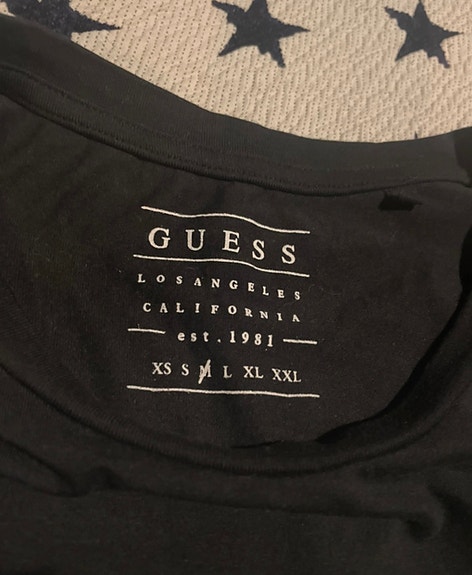 GUESS
LOS ANGELES
CALIFORNIA
est.1981
XS S M L XL XXL